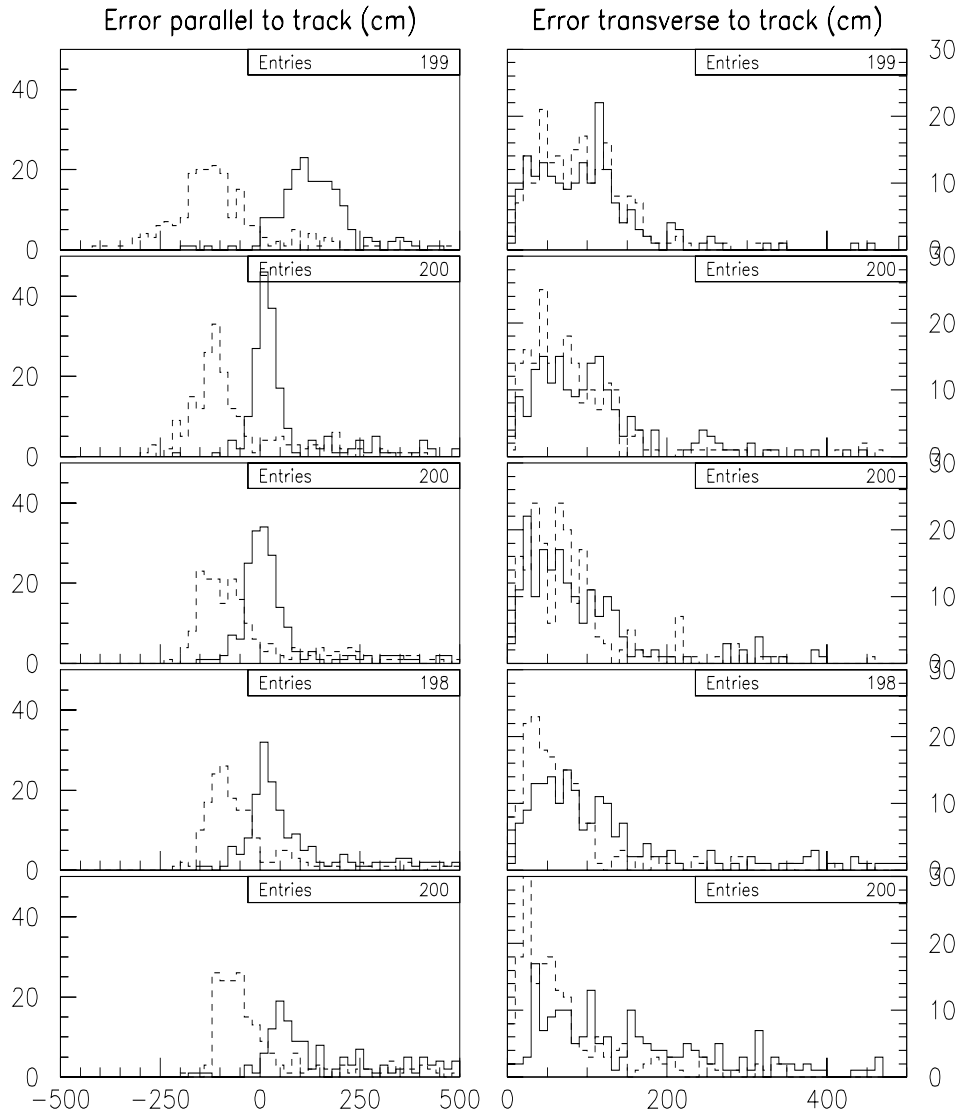 Error parallel to track (cm)
Error transverse to track (cm)
Entries 199
40
20
0
Entries 199
30
20
10
0
Entries 200
40
20
0
Entries 200
30
20
10
0
Entries 200
40
20
0
Entries 200
30
20
10
0
Entries 198
40
20
0
Entries 198
30
20
10
0
Entries 200
40
20
0
Entries 200
30
20
10
0
−500 −250 0 250 500
0 200 400